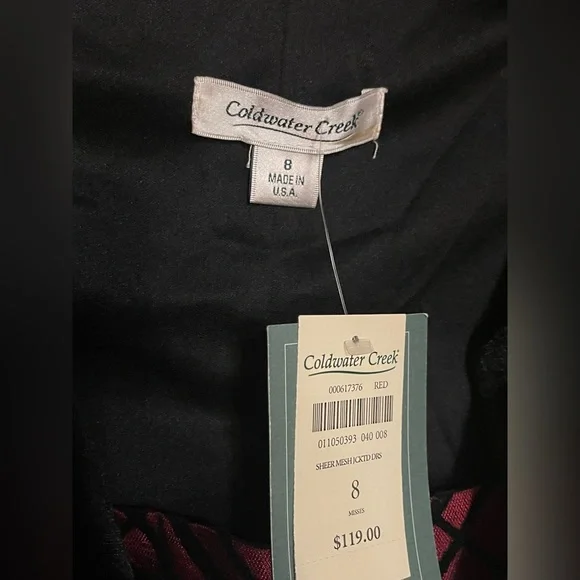 Coldwater Creek
8
MADE IN
U.S.A.
Coldwater Creek
000617376 RED
011050393 040 008
SHEER MESH JCKTD DRS
8
MISSES
$119.00